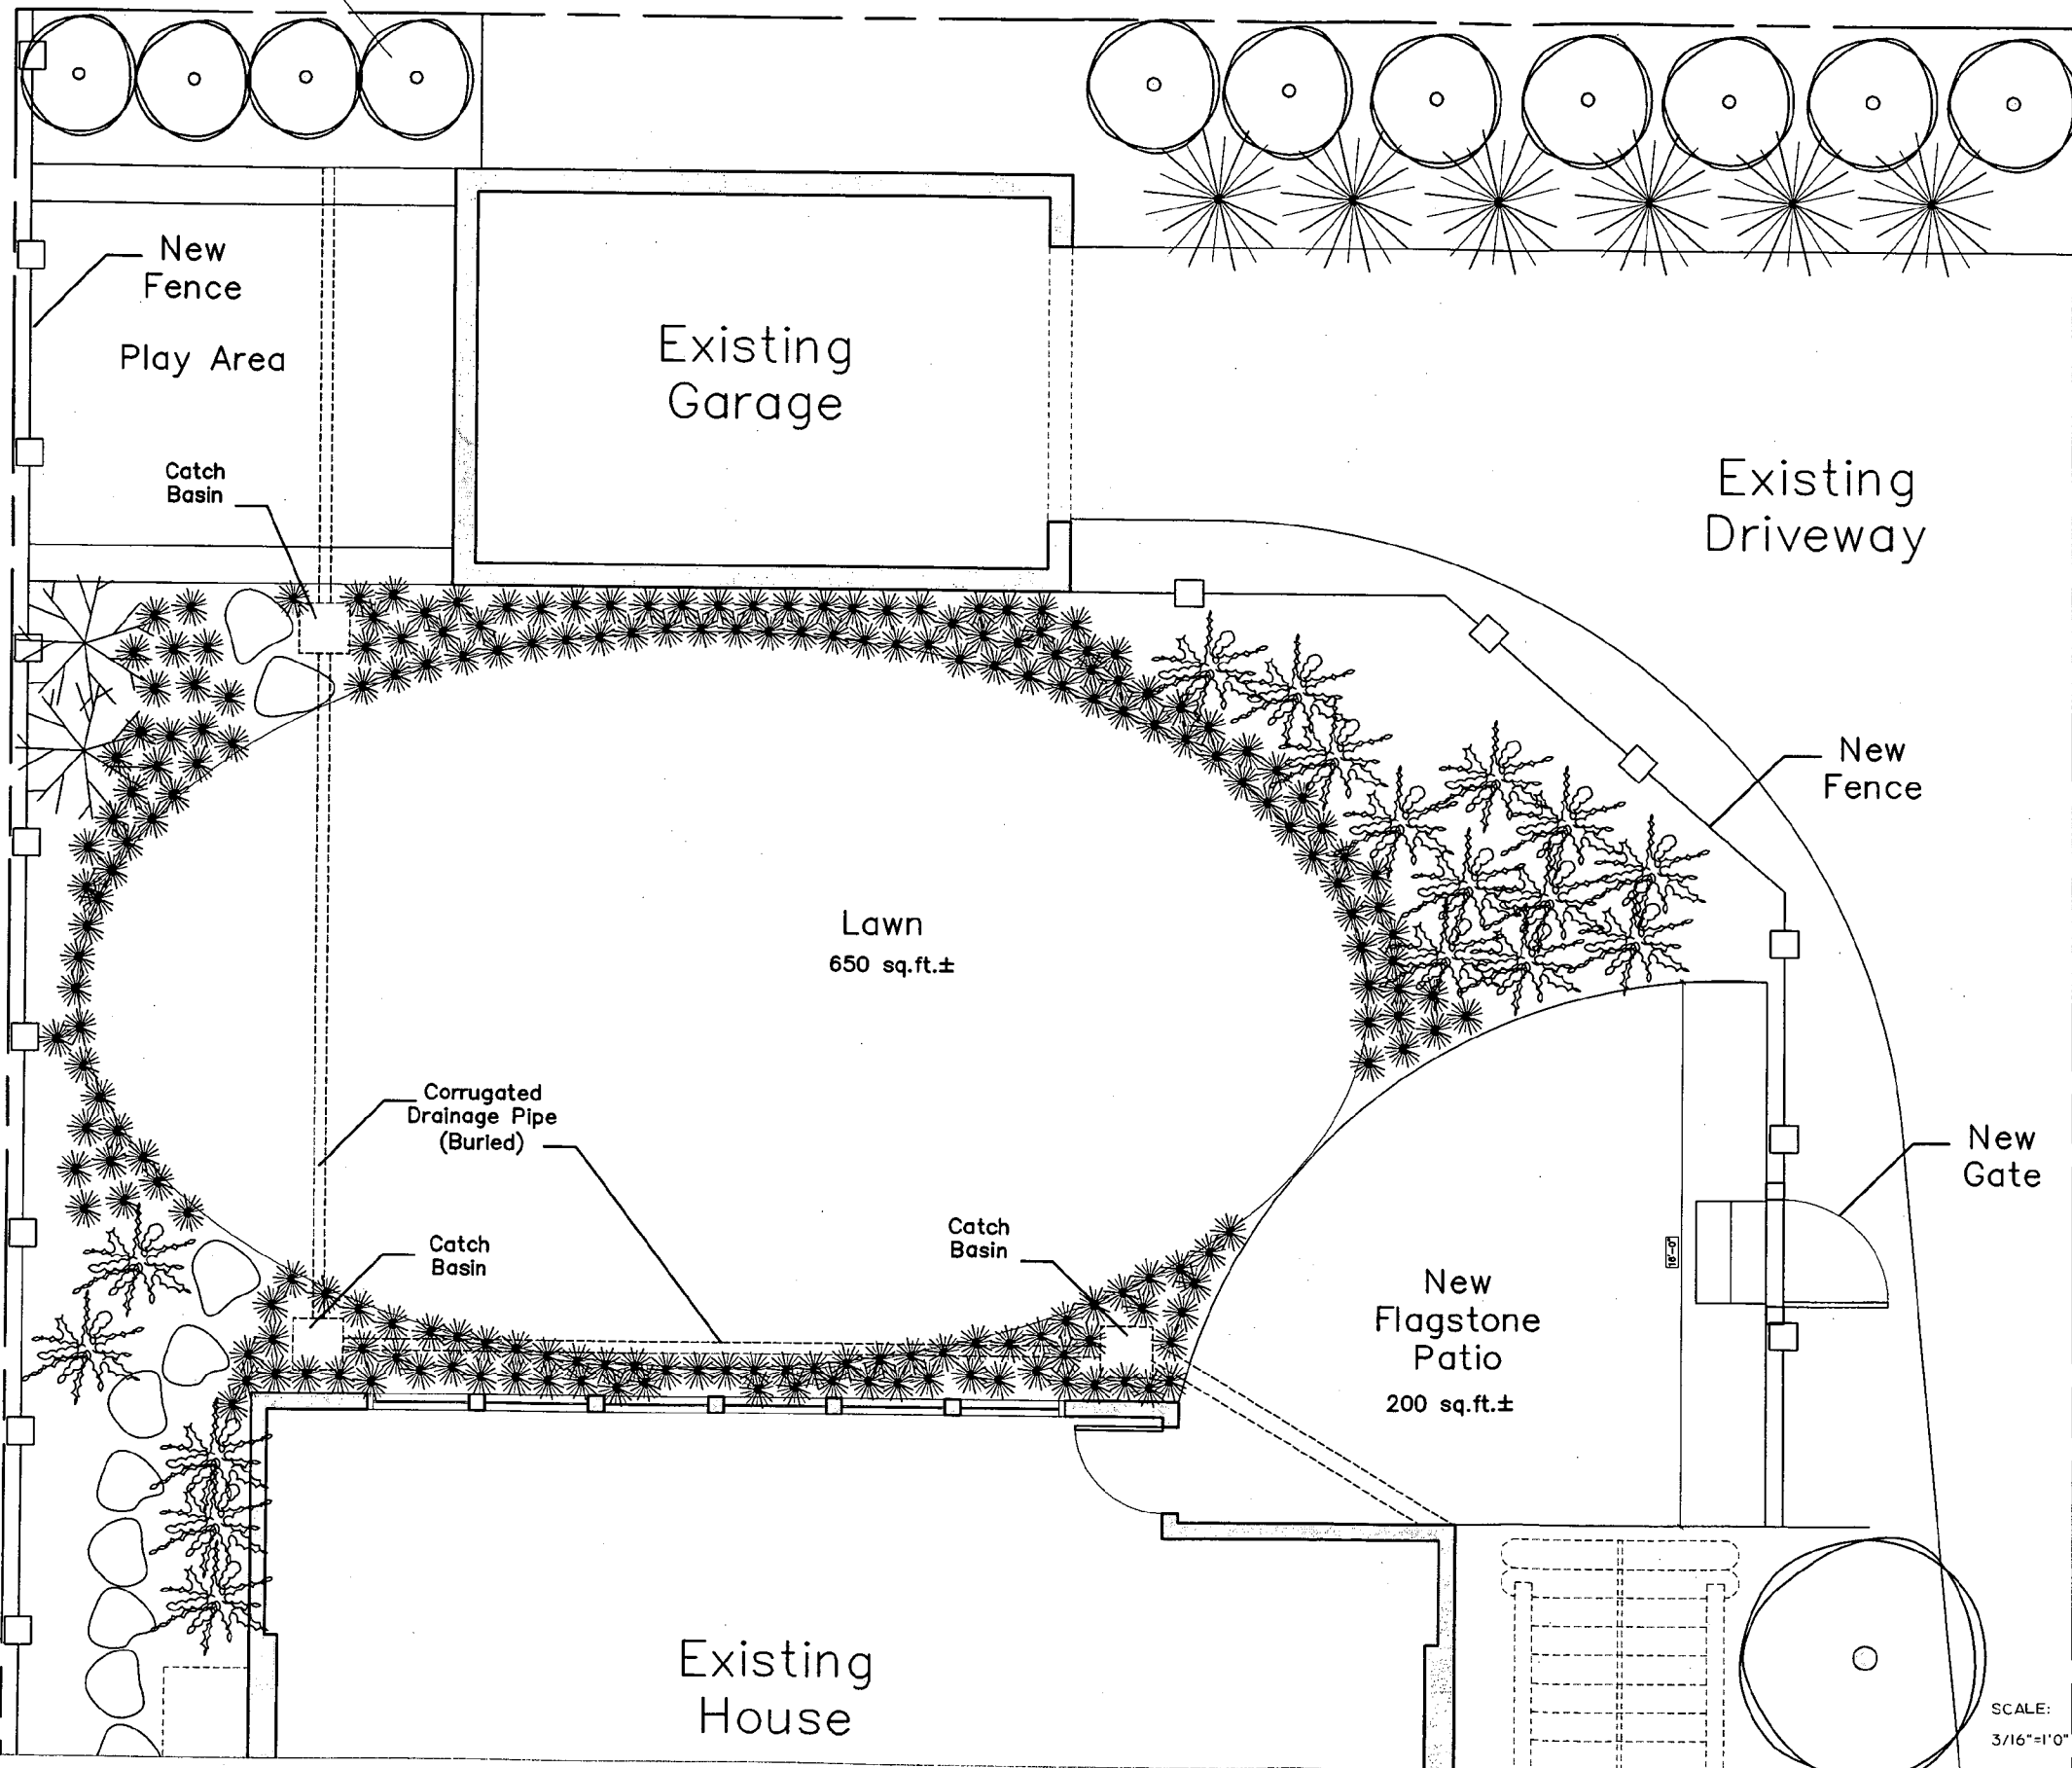 New
Fence
Play Area
Existing
Garage
Catch
Basin
Existing
Driveway
New
Fence
Lawn
650 sq.ft.±
Corrugated
Drainage Pipe
(Buried)
New
Gate
Catch
Basin
Catch
Basin
16'-0"
New
Flagstone
Patio
200 sq.ft.±
Existing
House
SCALE:
3/16"=1'0"